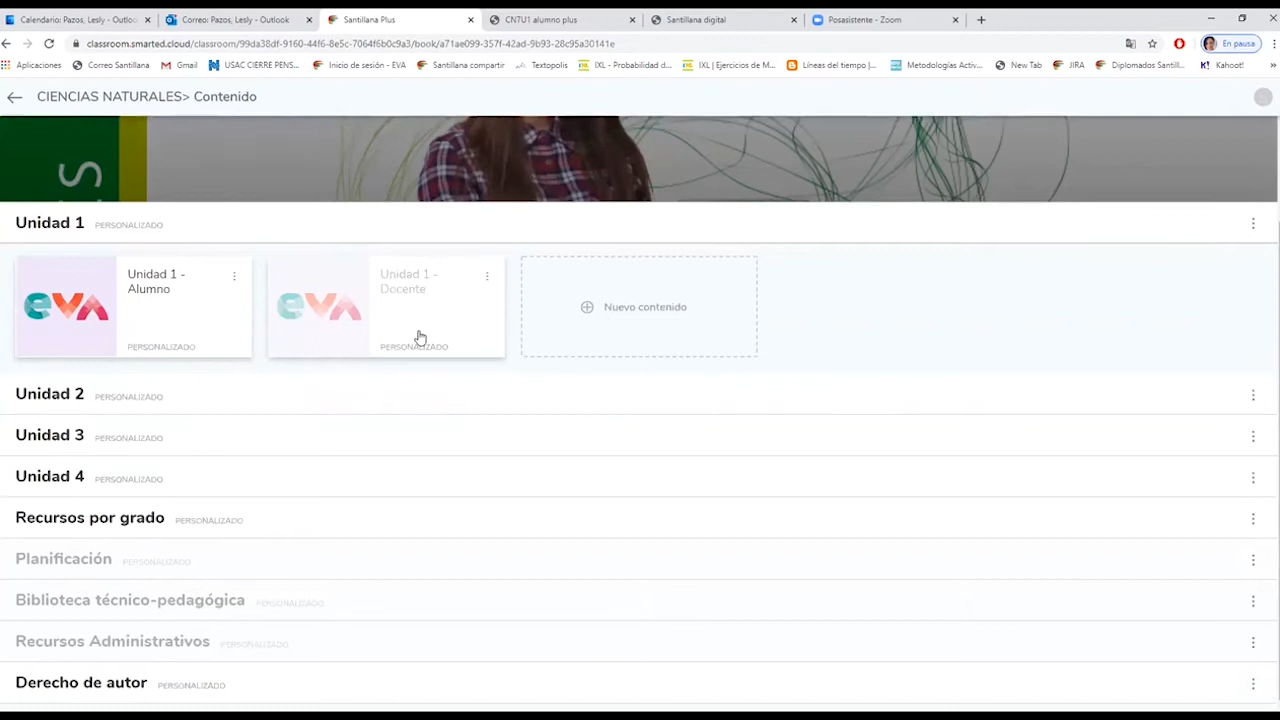 Calendario: Pazos, Lesly - Outloo
Correo: Pazos, Lesly - Outlook
Santillana Plus
CN7U1 alumno plus
Santillana digital
Posasistente - Zoom
classroom.smarted.cloud/classroom/99da38df-9160-44f6-8e5c-7064f6b0c9a3/book/a71ae099-357f-42ad-9b93-28c95a30141e
En pausa
Aplicaciones
Correo Santillana
Gmail
USAC CIERRE PENS...
Inicio de sesión - EVA
Santillana compartir
Textopolis
IXL - Probabilidad d...
IXL | Ejercicios de M...
Líneas del tiempo |...
Metodologías Activ...
New Tab
JIRA
Diplomados Santill...
Kahoot!
CIENCIAS NATURALES> Contenido
S
Unidad 1 PERSONALIZADO
eva
Unidad 1 -
Alumno
PERSONALIZADO
eva
Unidad 1 -
Docente
PERSONALIZADO
Nuevo contenido
Unidad 2 PERSONALIZADO
Unidad 3 PERSONALIZADO
Unidad 4 PERSONALIZADO
Recursos por grado PERSONALIZADO
Planificación PERSONALIZADO
Biblioteca técnico-pedagógica PERSONALIZADO
Recursos Administrativos PERSONALIZADO
Derecho de autor PERSONALIZADO